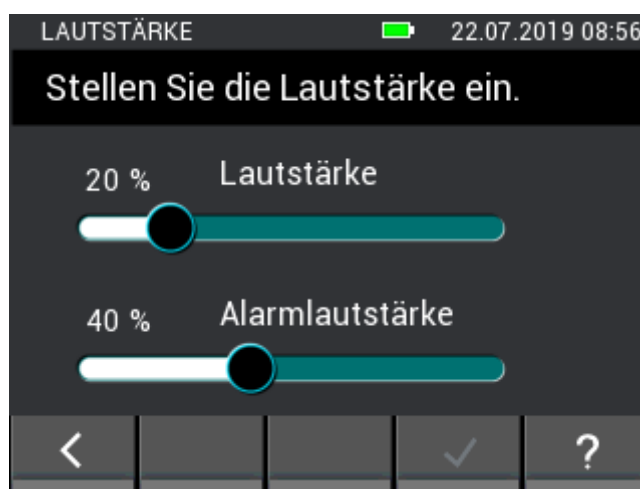 LAUTSTÄRKE 22.07.2019 08:56
Stellen Sie die Lautstärke ein.
20 % Lautstärke
40 % Alarmlautstärke
?